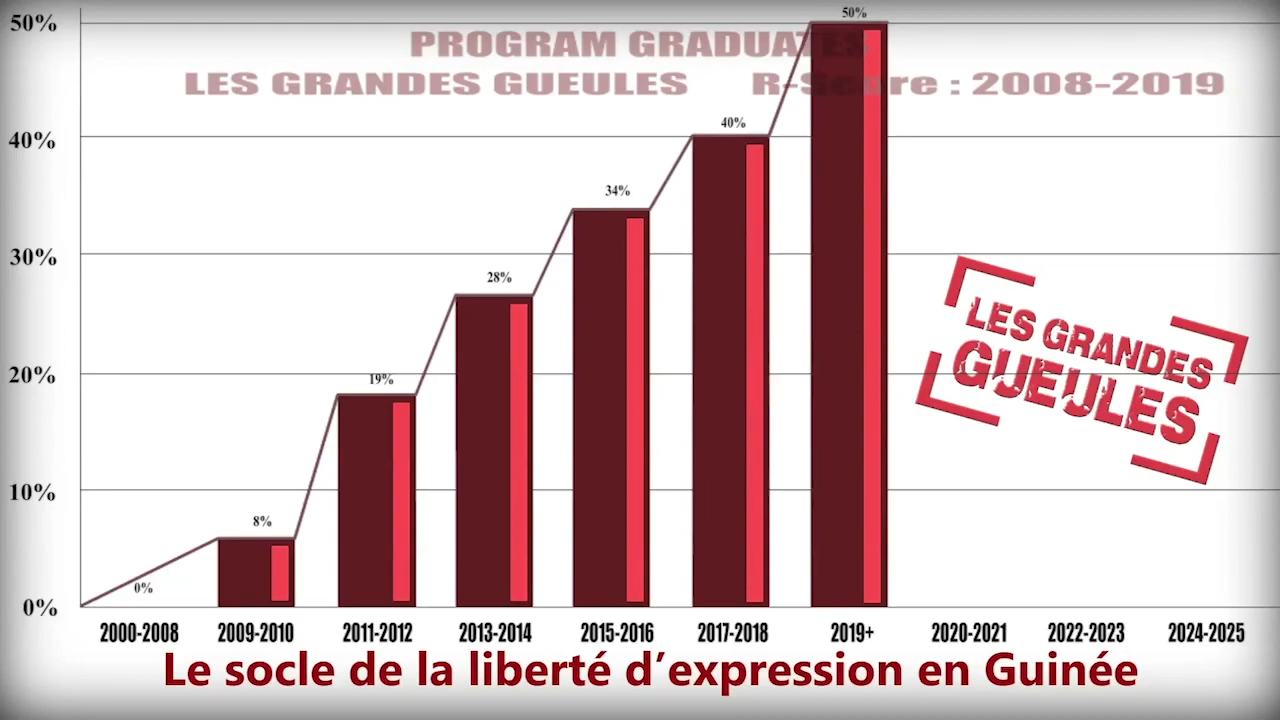 50%
50%
PROGRAM GRADUATES
LES GRANDES GUEULES R-Score : 2008-2019
40%
40%
34%
30%
28%
LES GRANDES
GUEULES
20%
19%
10%
8%
0%
0%
2000-2008 2009-2010 2011-2012 2013-2014 2015-2016 2017-2018 2019+ 2020-2021 2022-2023 2024-2025
Le socle de la liberté d’expression en Guinée